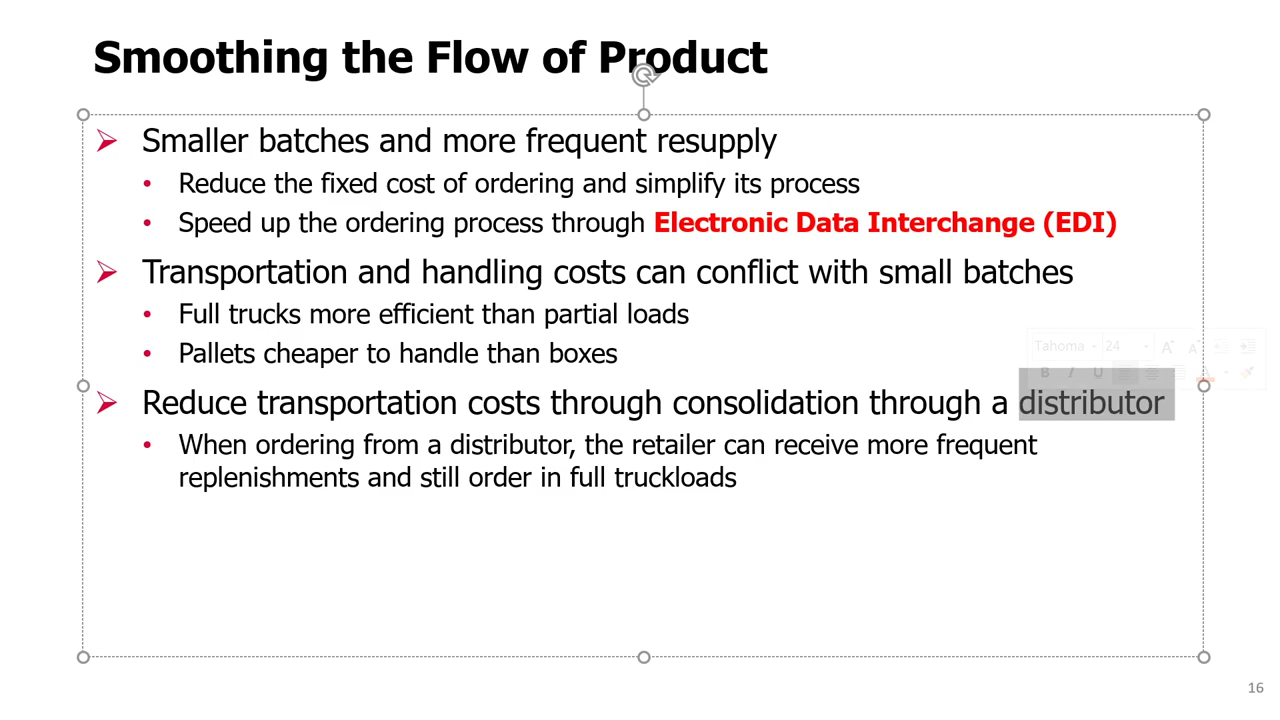 Smoothing the Flow of Product
Smaller batches and more frequent resupply
Reduce the fixed cost of ordering and simplify its process
Speed up the ordering process through Electronic Data Interchange (EDI)
Transportation and handling costs can conflict with small batches
Full trucks more efficient than partial loads
Pallets cheaper to handle than boxes
Tahoma 24 A A
B I U A
Reduce transportation costs through consolidation through a distributor
When ordering from a distributor, the retailer can receive more frequent
replenishments and still order in full truckloads
16